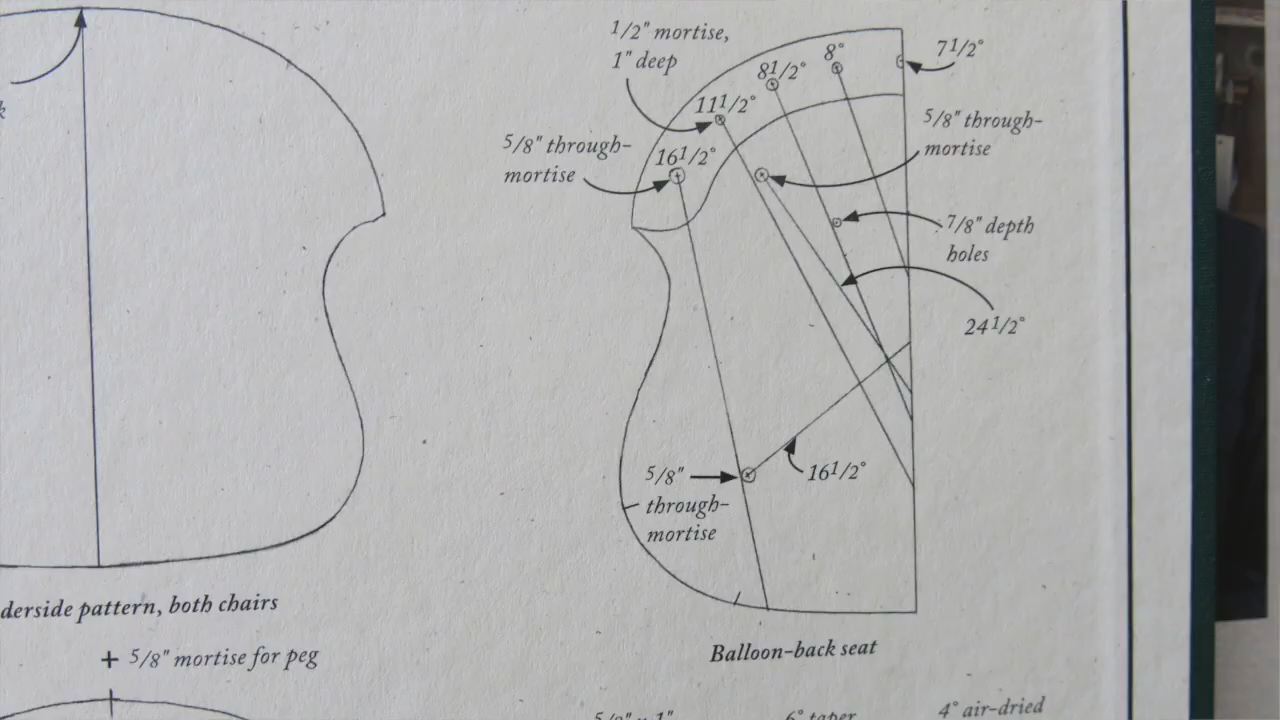 k
1/2" mortise,
1" deep
8°
7 1/2°
8 1/2°
11 1/2°
5/8" through-
mortise
16 1/2°
5/8" through-
mortise
7/8" depth
holes
24 1/2°
5/8"
through-
mortise
16 1/2°
derside pattern, both chairs
Balloon-back seat
+ 5/8" mortise for peg
5/8" x 1"
6° taper
4° air-dried